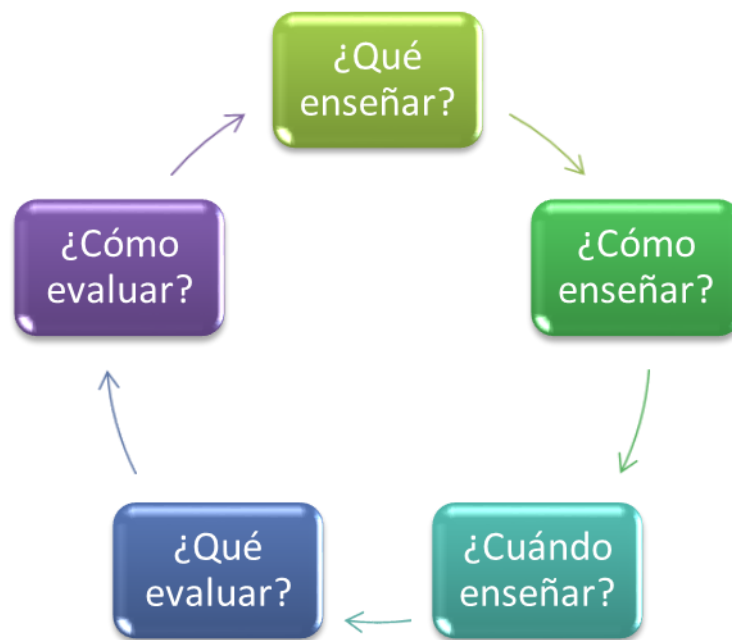 ¿Qué
enseñar?
¿Cómo
enseñar?
¿Cuándo
enseñar?
¿Qué
evaluar?
¿Cómo
evaluar?